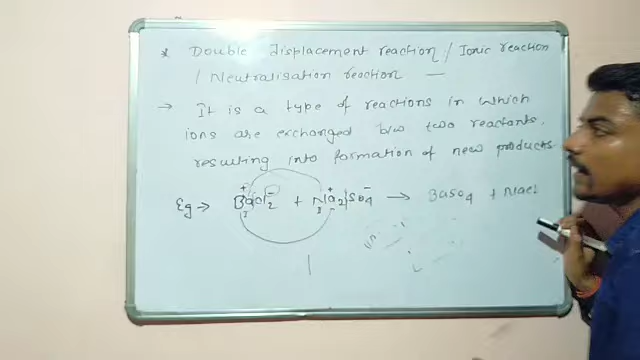 * Double displacement reaction / Ionic reaction
/ Neutralisation reaction —
→ It is a type of reactions in which
ions are exchanged b/w two reactants,
resulting into formation of new products
Eg → BaCl2 + Na2SO4 → BaSO4 + NaCl